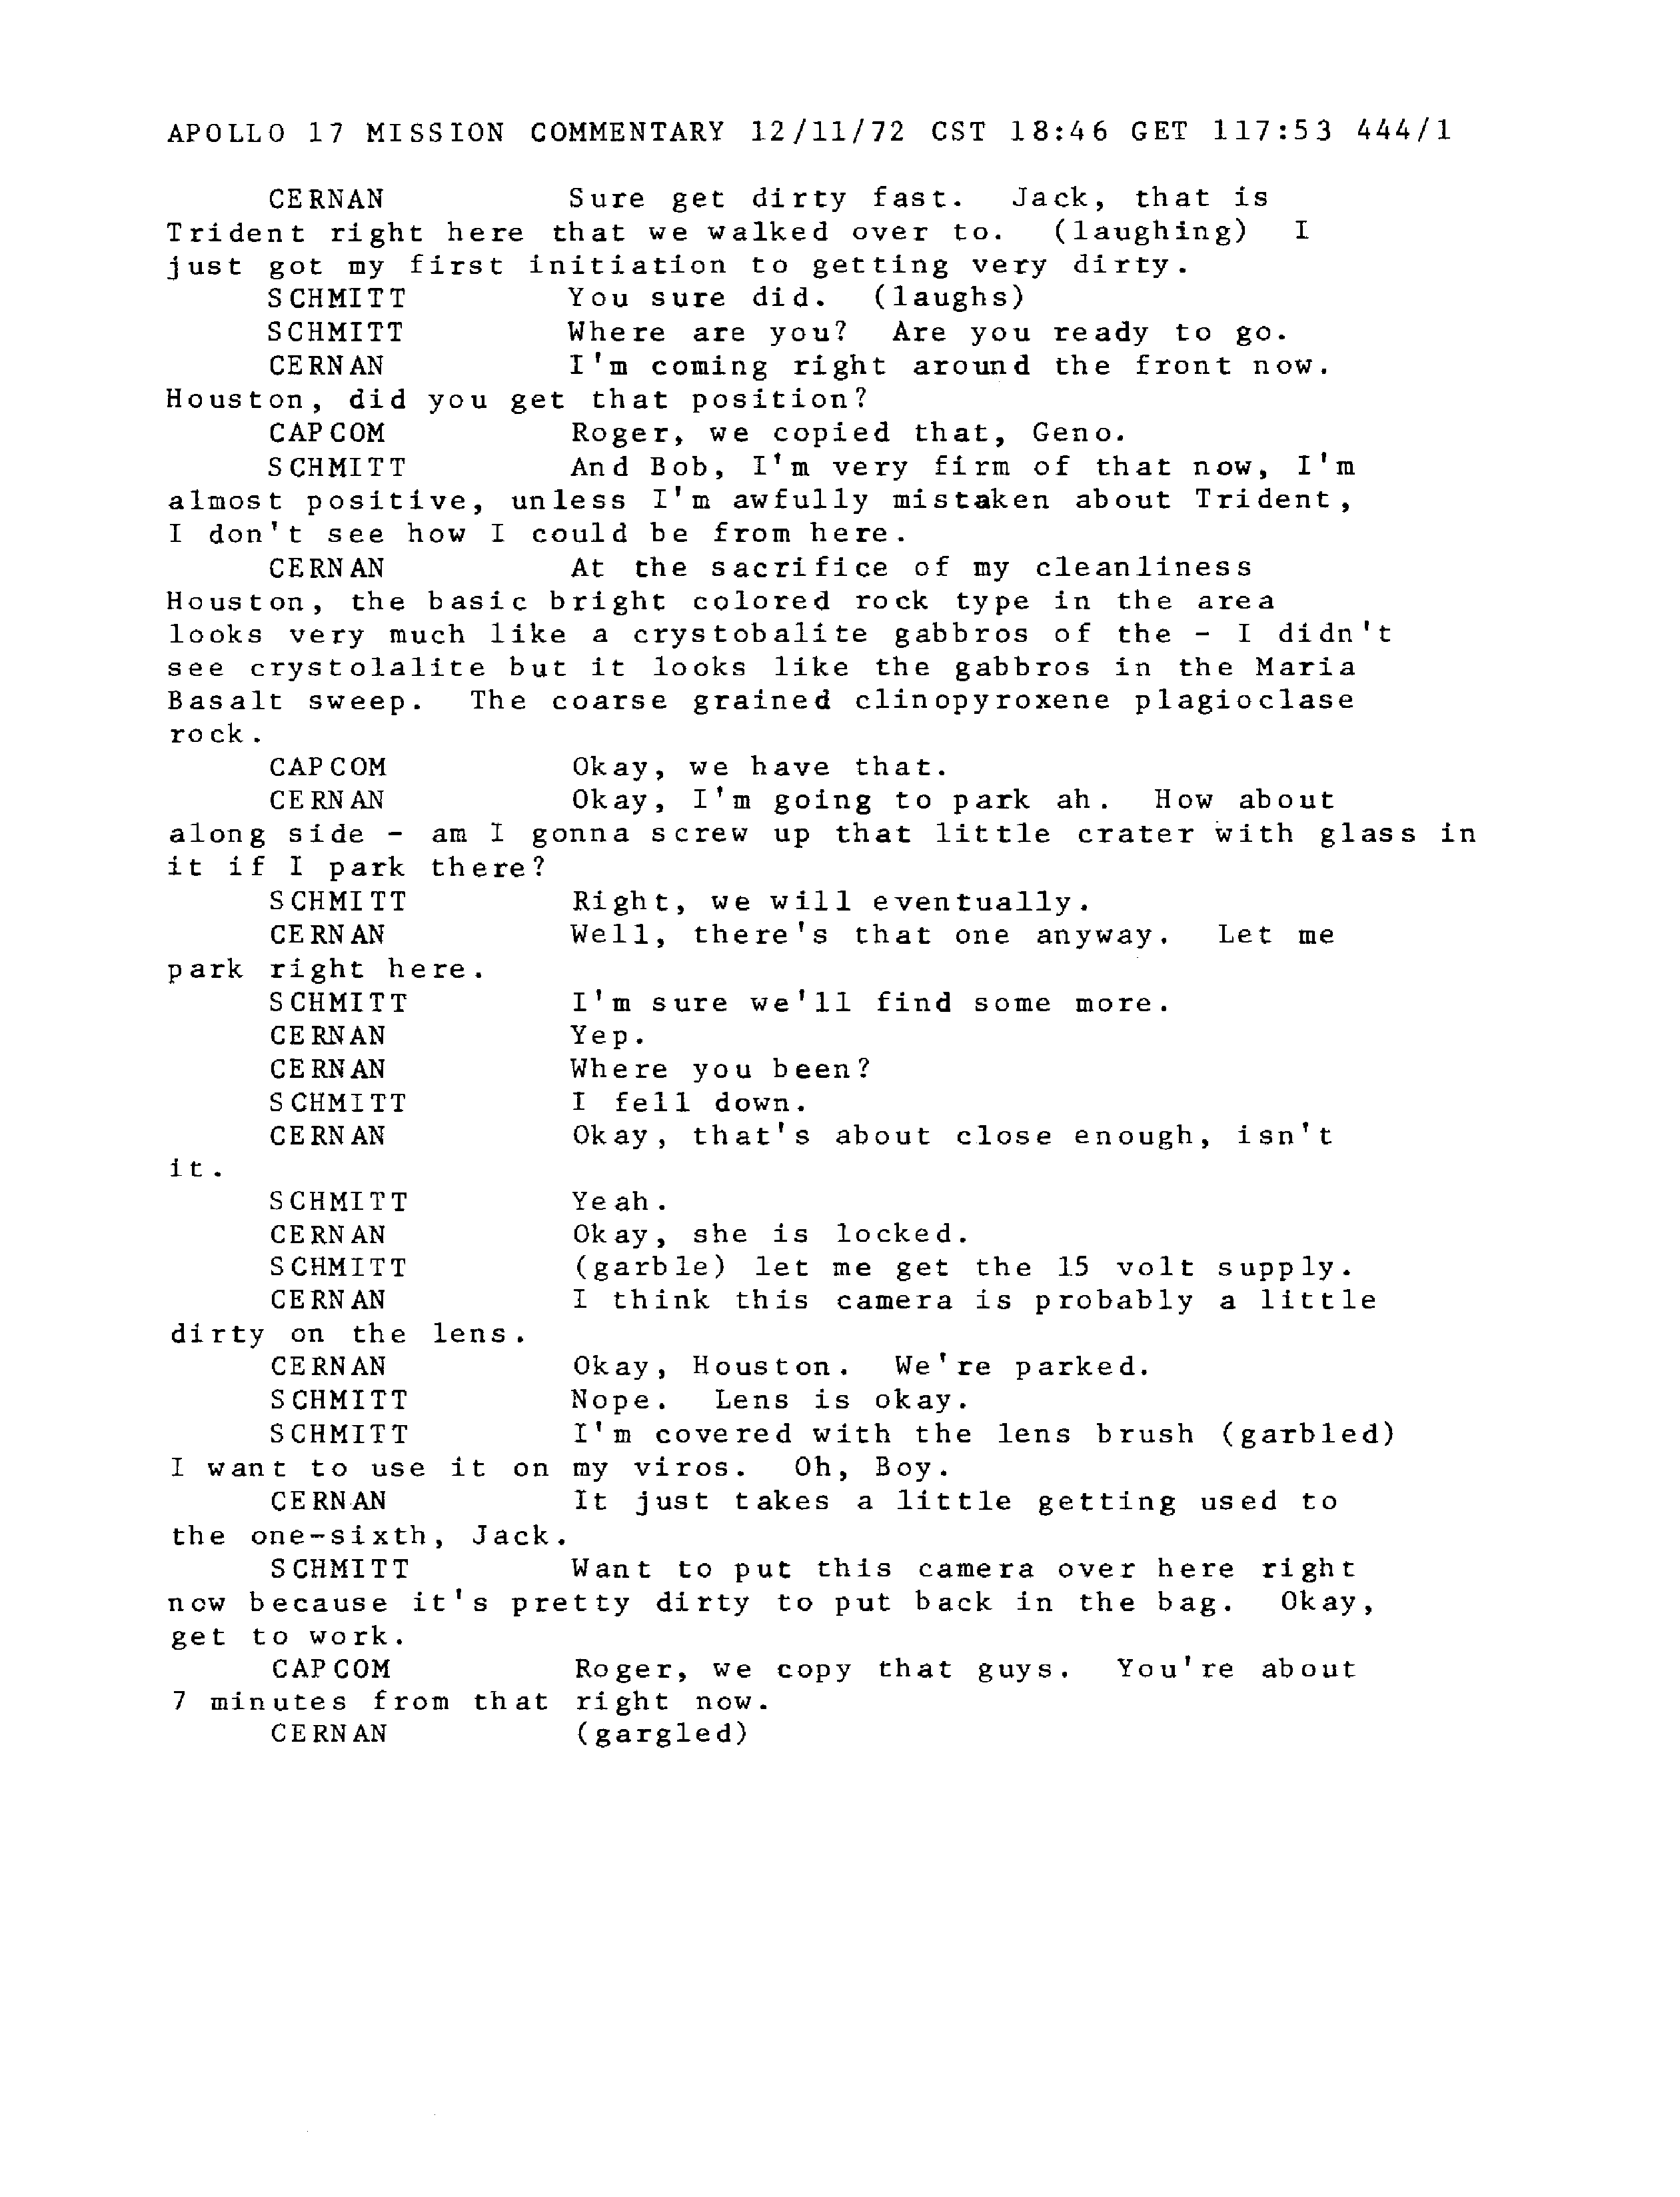 APOLLO 17 MISSION COMMENTARY 12/11/72 CST 18:46 GET 117:53 444/1
CERNAN Sure get dirty fast. Jack, that is
Trident right here that we walked over to. (laughing) I
just got my first initiation to getting very dirty.
SCHMITT You sure did. (laughs)
SCHMITT Where are you? Are you ready to go.
CERNAN I'm coming right around the front now.
Houston, did you get that position?
CAPCOM Roger, we copied that, Geno.
SCHMITT And Bob, I'm very firm of that now, I'm
almost positive, unless I'm awfully mistaken about Trident,
I don't see how I could be from here.
CERNAN At the sacrifice of my cleanliness
Houston, the basic bright colored rock type in the area
looks very much like a crystobalite gabbros of the - I didn't
see crystolalite but it looks like the gabbros in the Maria
Basalt sweep. The coarse grained clinopyroxene plagioclase
rock.
CAPCOM Okay, we have that.
CERNAN Okay, I'm going to park ah. How about
along side - am I gonna screw up that little crater with glass in
it if I park there?
SCHMITT Right, we will eventually.
CERNAN Well, there's that one anyway. Let me
park right here.
SCHMITT I'm sure we'll find some more.
CERNAN Yep.
CERNAN Where you been?
SCHMITT I fell down.
CERNAN Okay, that's about close enough, isn't
it.
SCHMITT Yeah.
CERNAN Okay, she is locked.
SCHMITT (garble) let me get the 15 volt supply.
CERNAN I think this camera is probably a little
dirty on the lens.
CERNAN Okay, Houston. We're parked.
SCHMITT Nope. Lens is okay.
SCHMITT I'm covered with the lens brush (garbled)
I want to use it on my viros. Oh, Boy.
CERNAN It just takes a little getting used to
the one-sixth, Jack.
SCHMITT Want to put this camera over here right
now because it's pretty dirty to put back in the bag. Okay,
get to work.
CAPCOM Roger, we copy that guys. You're about
7 minutes from that right now.
CERNAN (gargled)